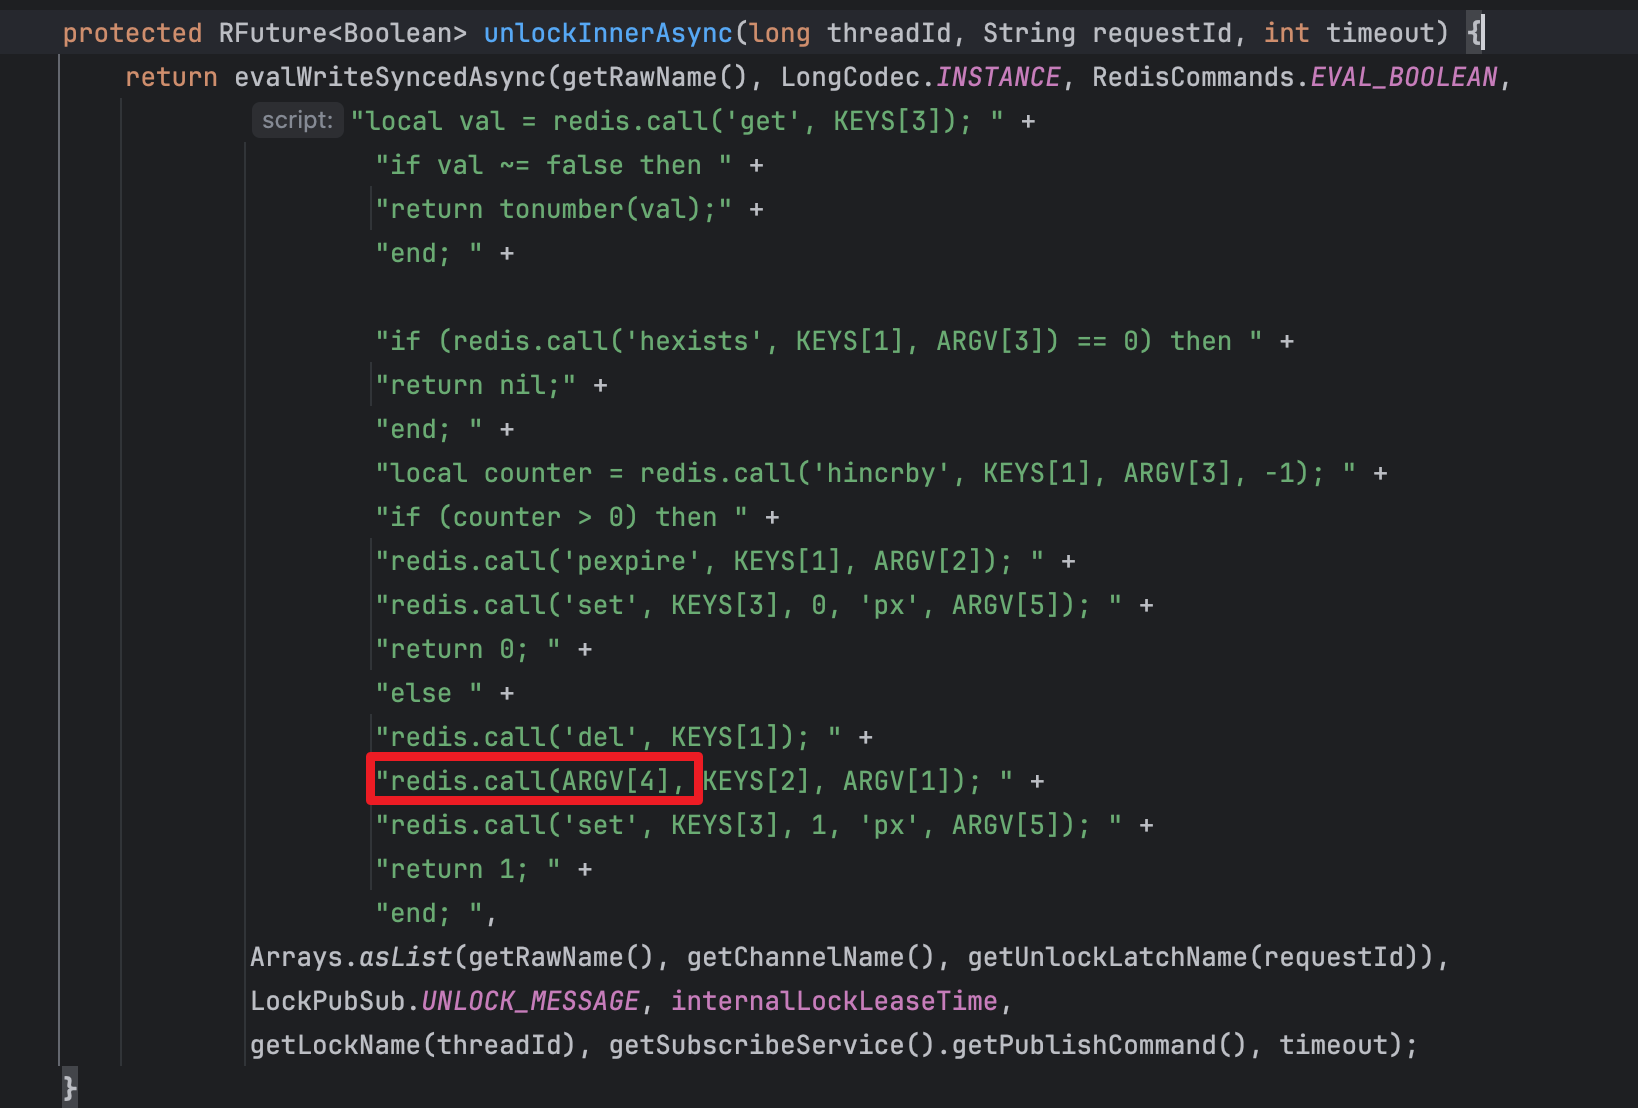 protected RFuture<Boolean> unlockInnerAsync(long threadId, String requestId, int timeout) {
return evalWriteSyncedAsync(getRawName(), LongCodec.INSTANCE, RedisCommands.EVAL_BOOLEAN,
script: "local val = redis.call('get', KEYS[3]); " +
"if val ~= false then " +
"return tonumber(val);" +
"end; " +
"if (redis.call('hexists', KEYS[1], ARGV[3]) == 0) then " +
"return nil;" +
"end; " +
"local counter = redis.call('hincrby', KEYS[1], ARGV[3], -1); " +
"if (counter > 0) then " +
"redis.call('pexpire', KEYS[1], ARGV[2]); " +
"redis.call('set', KEYS[3], 0, 'px', ARGV[5]); " +
"return 0; " +
"else " +
"redis.call('del', KEYS[1]); " +
"redis.call(ARGV[4], KEYS[2], ARGV[1]); " +
"redis.call('set', KEYS[3], 1, 'px', ARGV[5]); " +
"return 1; " +
"end; ",
Arrays.asList(getRawName(), getChannelName(), getUnlockLatchName(requestId)),
LockPubSub.UNLOCK_MESSAGE, internalLockLeaseTime,
getLockName(threadId), getSubscribeService().getPublishCommand(), timeout);
}